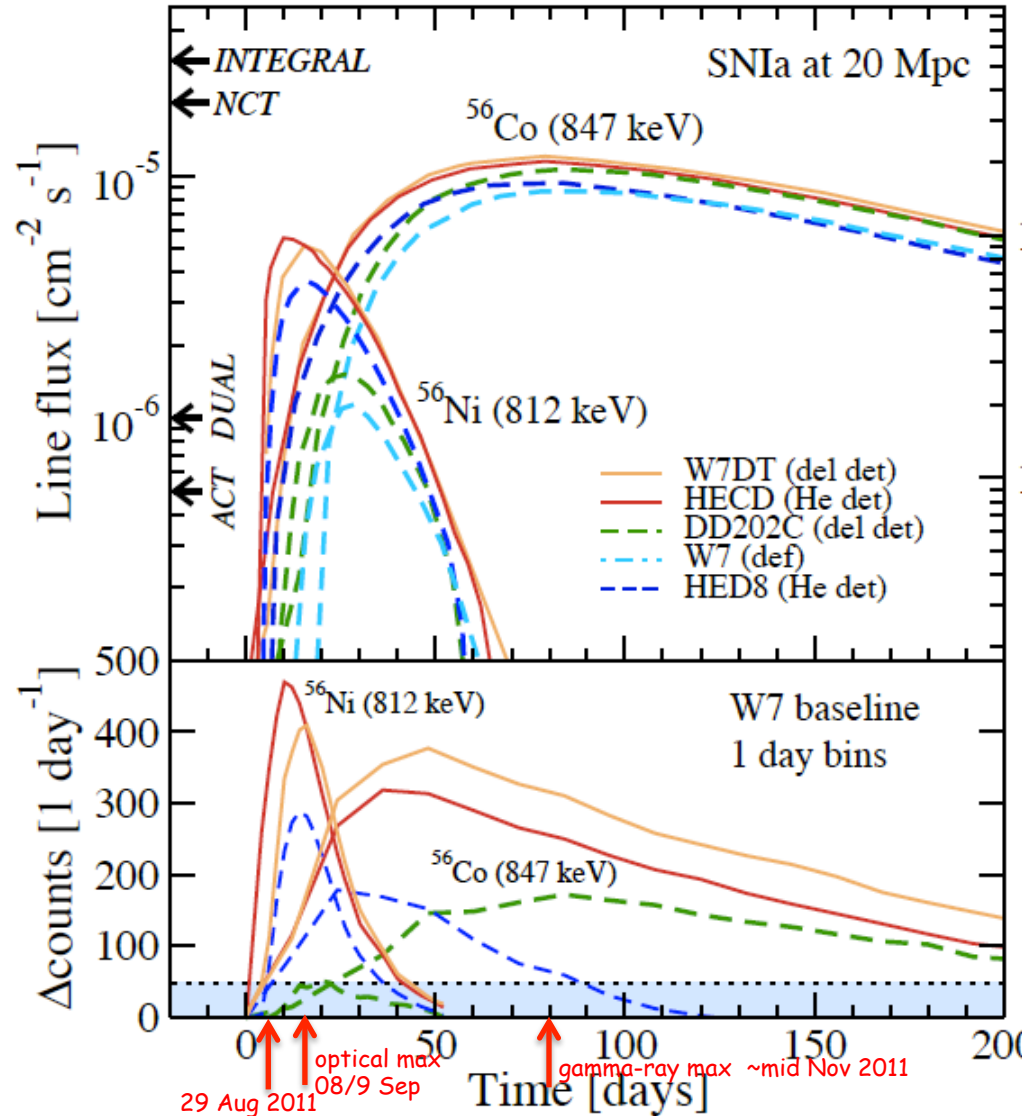 INTEGRAL
NCT
SNIa at 20 Mpc
⁵⁶Co (847 keV)
10⁻⁵
Line flux [cm⁻² s⁻¹]
DUAL
10⁻⁶
ACT
⁵⁶Ni (812 keV)
W7DT (del det)
HECD (He det)
DD202C (del det)
W7 (def)
HED8 (He det)
500
⁵⁶Ni (812 keV)
W7 baseline
1 day bins
400
Δcounts [1 day⁻¹]
300
200
⁵⁶Co (847 keV)
100
0
0 50 100 150 200
optical max
08/9 Sep
gamma-ray max ~mid Nov 2011
29 Aug 2011
Time [days]